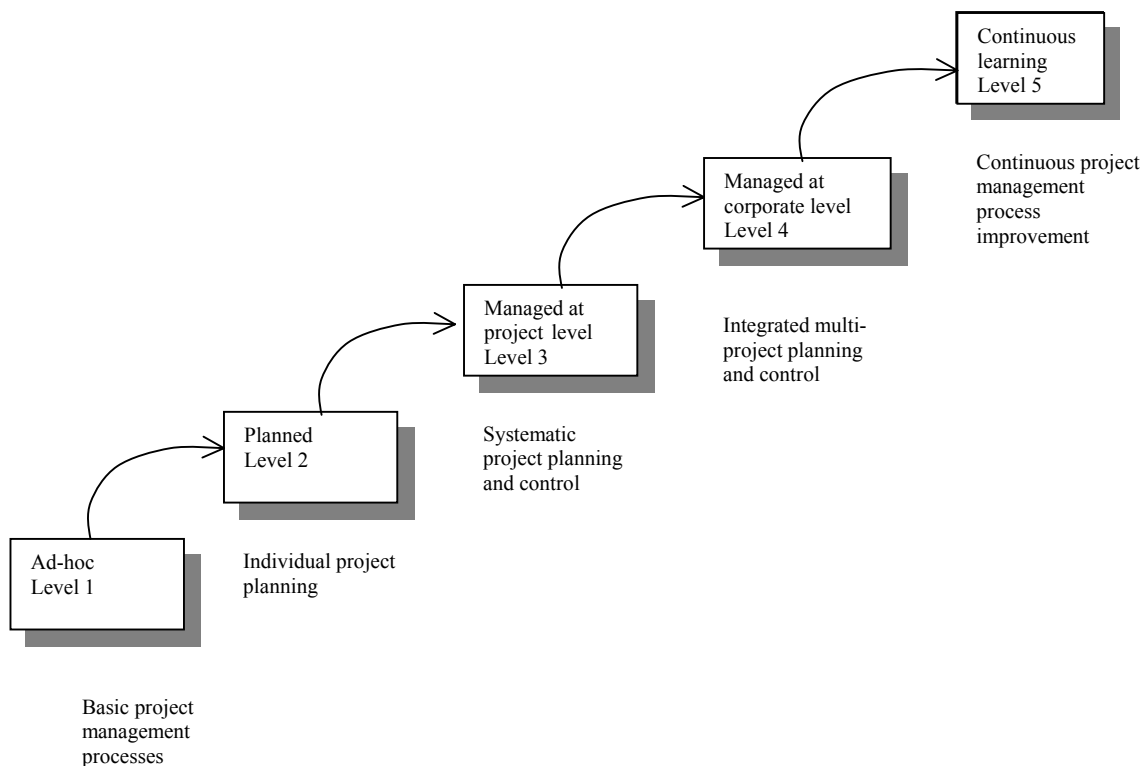 Continuous
learning
Level 5
Continuous project
management
process
improvement
Managed at
corporate level
Level 4
Integrated multi-
project planning
and control
Managed at
project level
Level 3
Systematic
project planning
and control
Planned
Level 2
Individual project
planning
Ad-hoc
Level 1
Basic project
management
processes